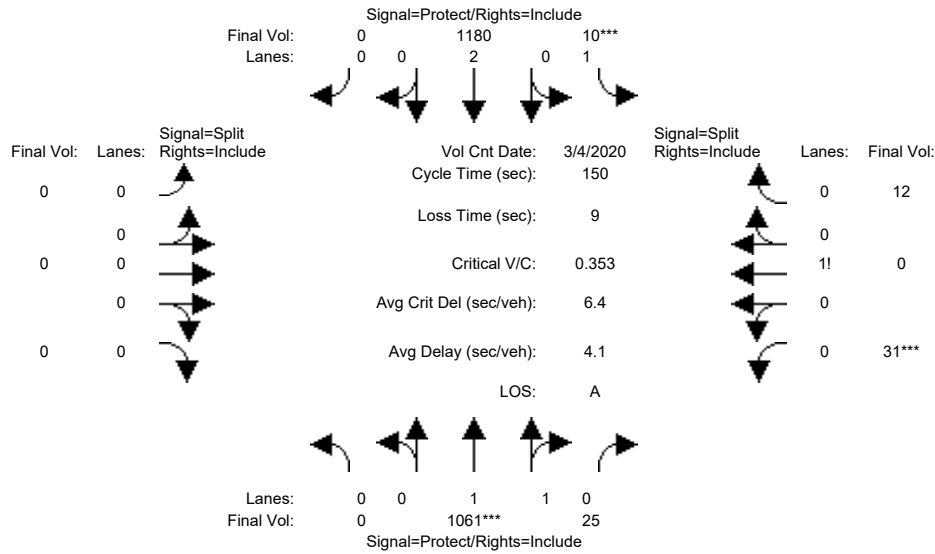 Signal=Protect/Rights=Include
Final Vol: 0 1180 10***
Lanes: 0 0 2 0 1
Signal=Split Signal=Split
Final Vol: Lanes: Rights=Include Vol Cnt Date: 3/4/2020 Rights=Include Lanes: Final Vol:
Cycle Time (sec): 150
0 0 0 12
Loss Time (sec): 9
0 0
0 0 Critical V/C: 0.353 1! 0
0 Avg Crit Del (sec/veh): 6.4 0
0 0 Avg Delay (sec/veh): 4.1 0 31***
LOS: A
Lanes: 0 0 1 1 0
Final Vol: 0 1061*** 25
Signal=Protect/Rights=Include